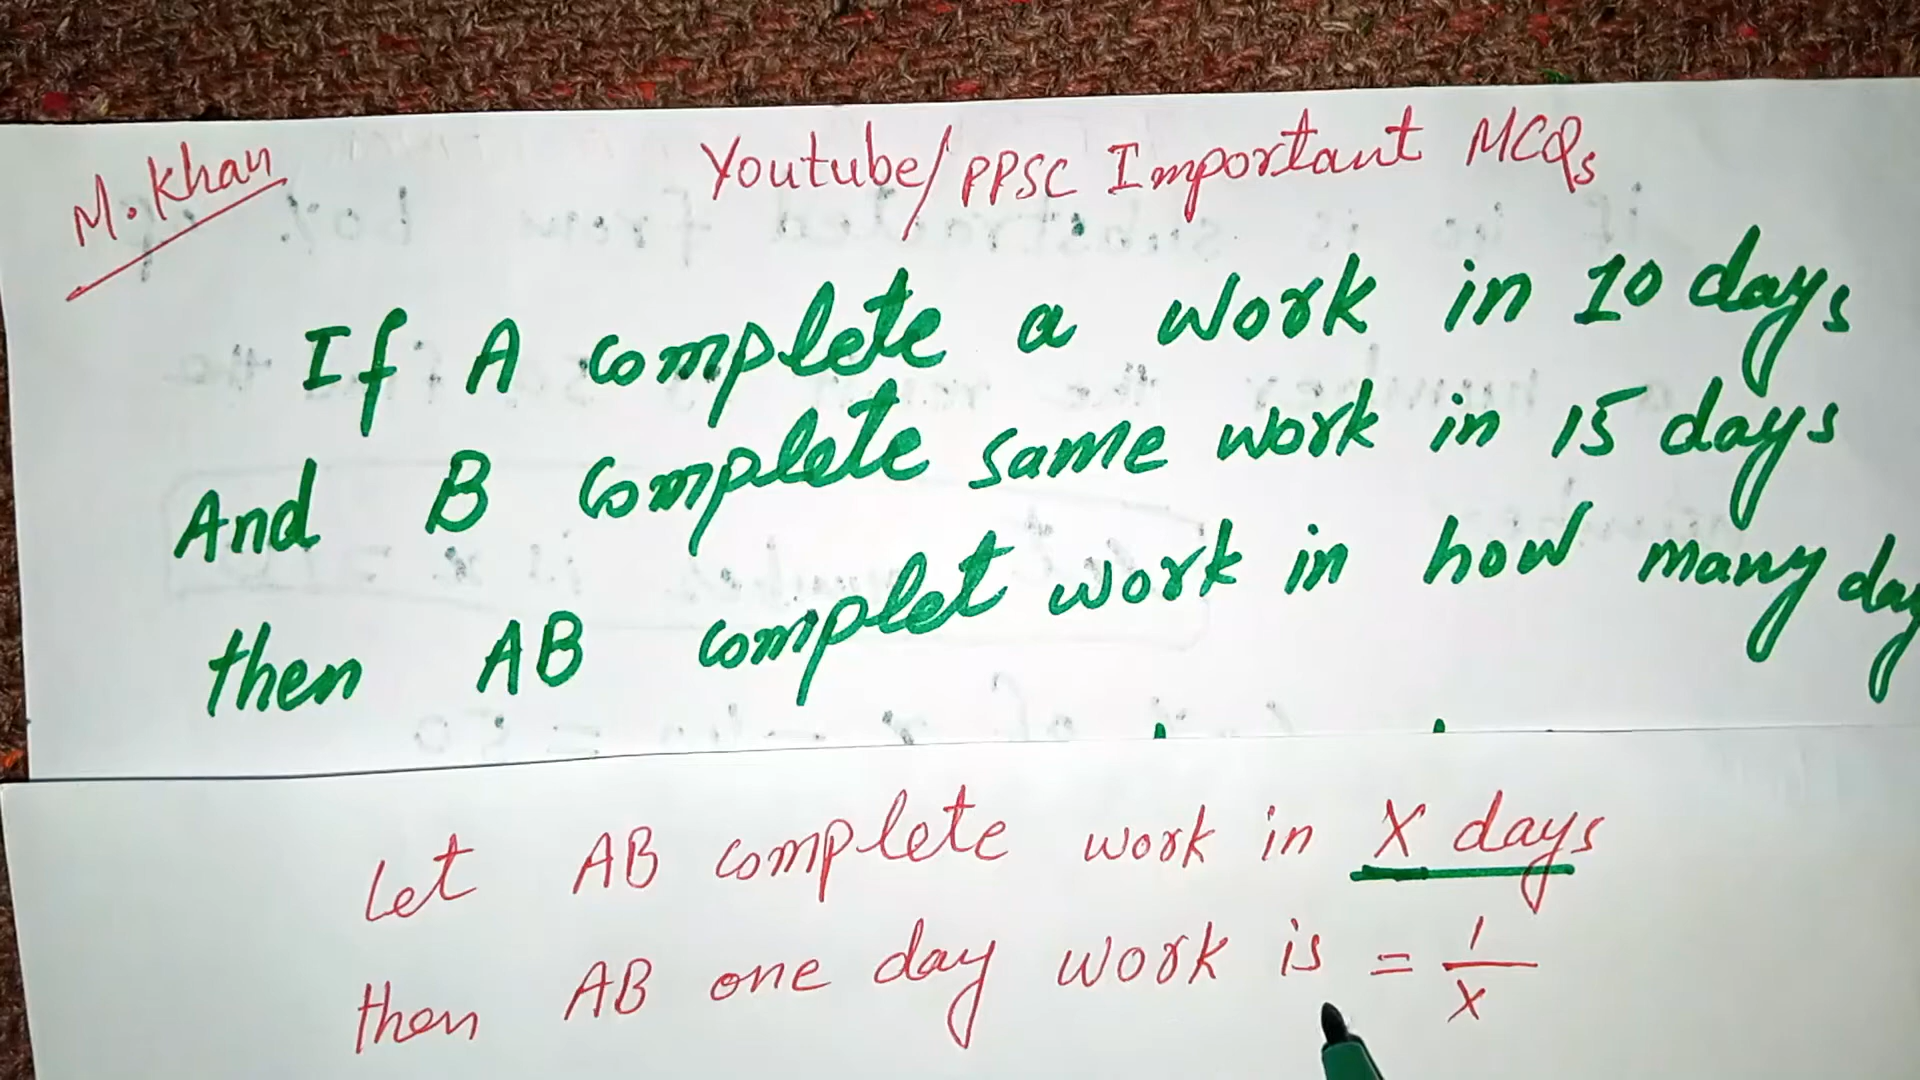 M. Khan
Youtube/PPSC Important MCQs
If A complete a work in 10 days
And B complete same work in 15 days
then AB complet work in how many day
Let AB complete work in X days
then AB one day work is = 1/x